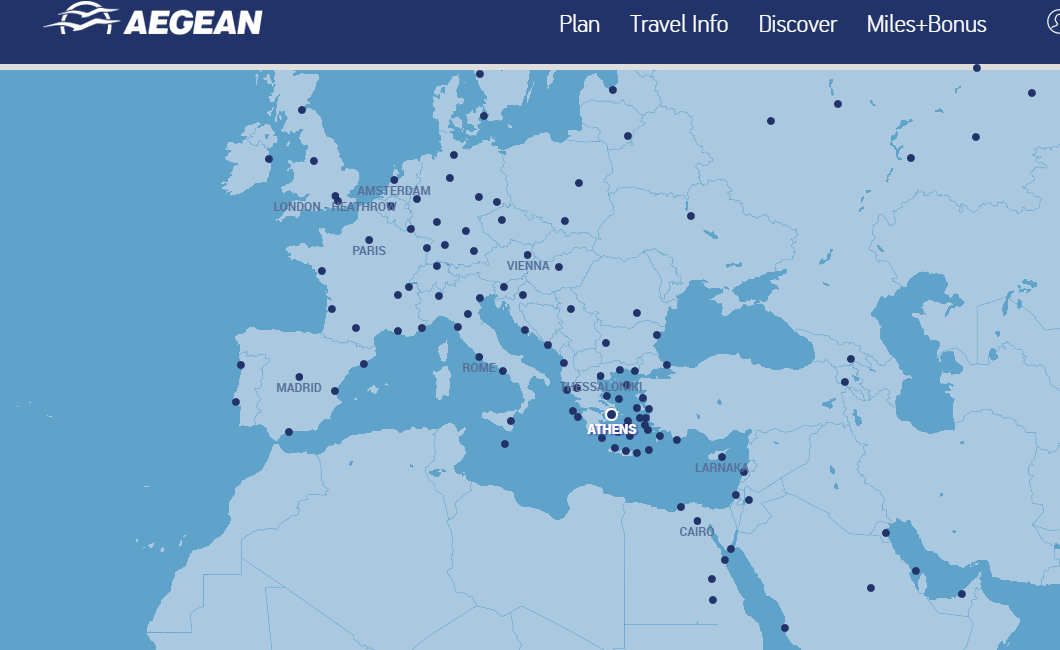 AEGEAN
Plan
Travel Info
Discover
Miles+Bonus
AMSTERDAM
LONDON - HEATHROW
PARIS
VIENNA
ROME
MADRID
THESSALONIKI
ATHENS
LARNAKA
CAIRO